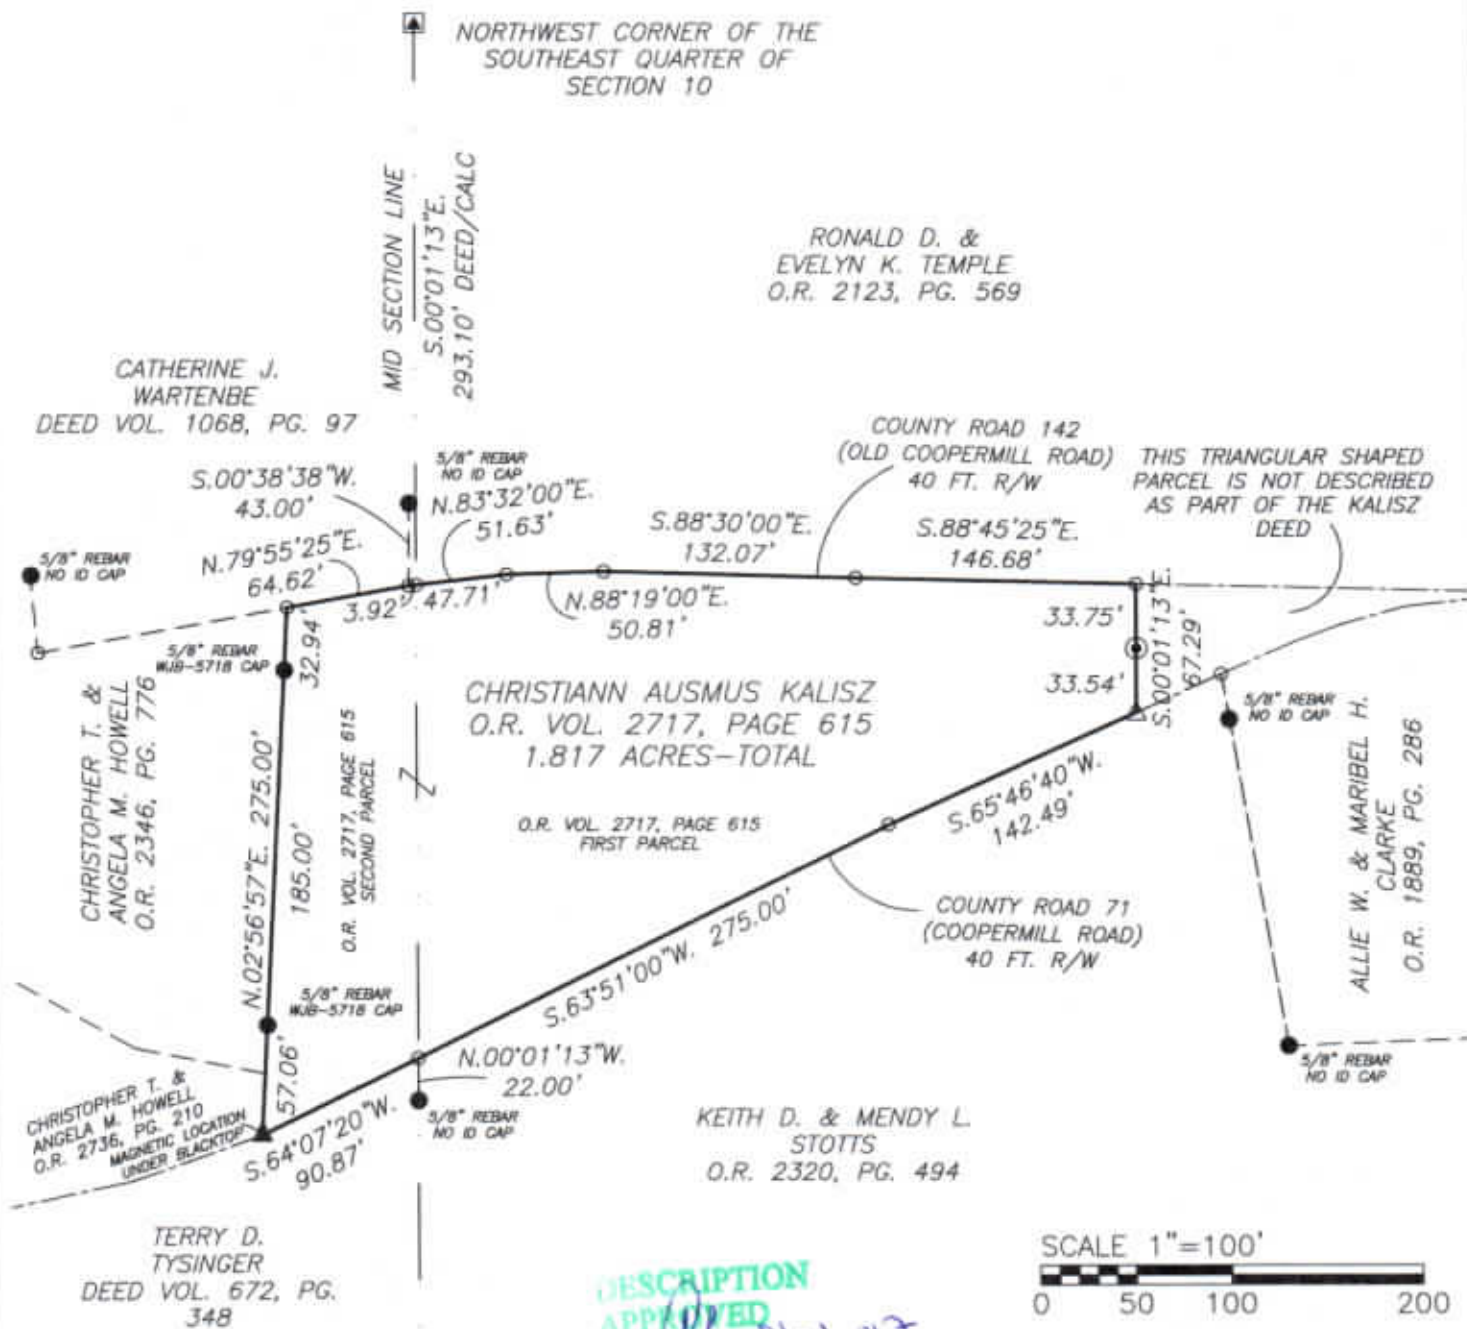 NORTHWEST CORNER OF THE
SOUTHEAST QUARTER OF
SECTION 10
MID SECTION LINE
S.00°01'13"E.
293.10' DEED/CALC
RONALD D. &
EVELYN K. TEMPLE
O.R. 2123, PG. 569
CATHERINE J.
WARTENBE
DEED VOL. 1068, PG. 97
COUNTY ROAD 142
(OLD COOPERMILL ROAD)
40 FT. R/W
THIS TRIANGULAR SHAPED
PARCEL IS NOT DESCRIBED
AS PART OF THE KALISZ
DEED
S.00°38'38"W.
43.00'
5/8" REBAR
NO ID CAP
N.83°32'00"E.
51.63'
S.88°30'00"E.
132.07'
S.88°45'25"E.
146.68'
5/8" REBAR
NO ID CAP
N.79°55'25"E.
64.62'
3.92'
47.71'
N.88°19'00"E.
50.81'
33.75'
33.54'
S.00°01'13"E.
67.29'
5/8" REBAR
WJB-5718 CAP
32.94'
CHRISTIANN AUSMUS KALISZ
O.R. VOL. 2717, PAGE 615
1.817 ACRES-TOTAL
5/8" REBAR
NO ID CAP
CHRISTOPHER T. &
ANGELA M. HOWELL
O.R. 2346, PG. 776
N.02°56'57"E. 275.00'
185.00'
O.R. VOL. 2717, PAGE 615
SECOND PARCEL
Z
O.R. VOL. 2717, PAGE 615
FIRST PARCEL
S.65°46'40"W.
142.49'
ALLIE W. & MARIBEL H.
CLARKE
O.R. 1889, PG. 286
COUNTY ROAD 71
(COOPERMILL ROAD)
40 FT. R/W
S.63°51'00"W. 275.00'
5/8" REBAR
WJB-5718 CAP
57.06'
N.00°01'13"W.
22.00'
5/8" REBAR
NO ID CAP
5/8" REBAR
NO ID CAP
CHRISTOPHER T. &
ANGELA M. HOWELL
O.R. 2736, PG. 210
MAGNETIC LOCATION
UNDER BLACKTOP
S.64°07'20"W.
90.87'
KEITH D. & MENDY L.
STOTTS
O.R. 2320, PG. 494
TERRY D.
TYSINGER
DEED VOL. 672, PG.
348
SCALE 1"=100'
0 50 100 200
DESCRIPTION
APPROVED